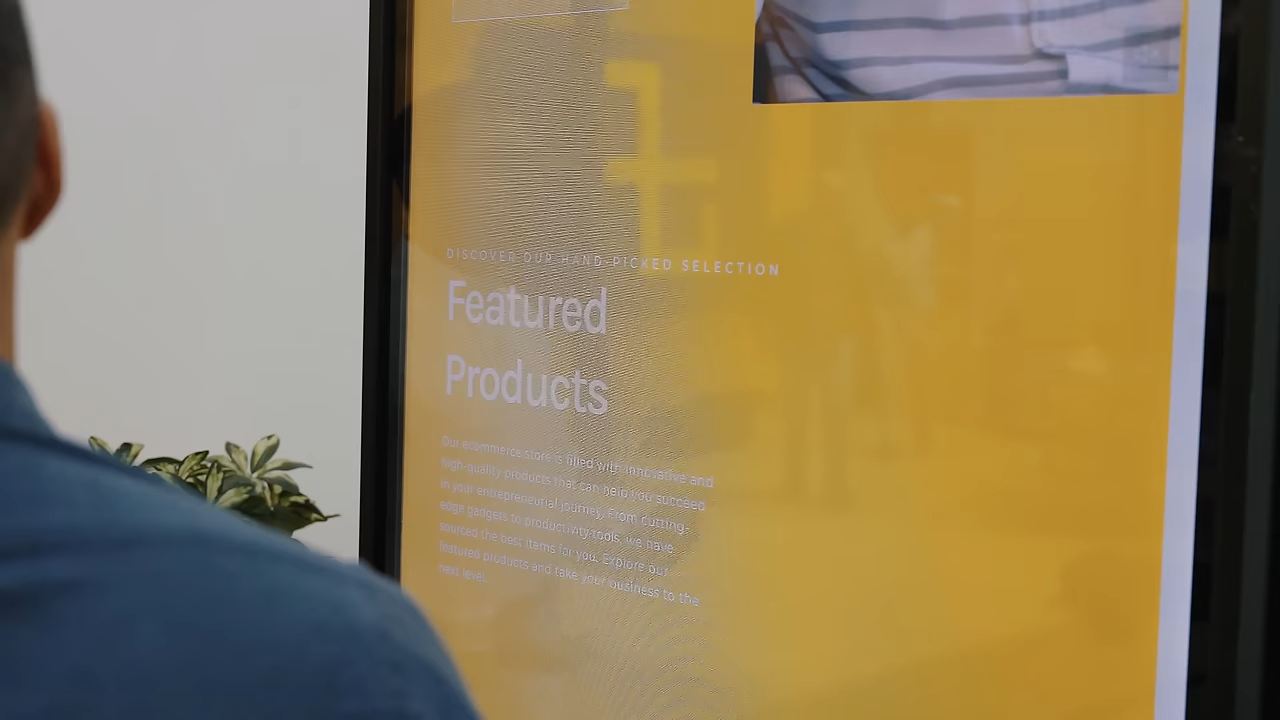 DISCOVER OUR HAND-PICKED SELECTION
Featured
Products
Our ecommerce store is filled with innovative and
high-quality products that can help you succeed
in your entrepreneurial journey. From cutting-
edge gadgets to productivity tools, we have
sourced the best items for you. Explore our
featured products and take your business to the
next level.